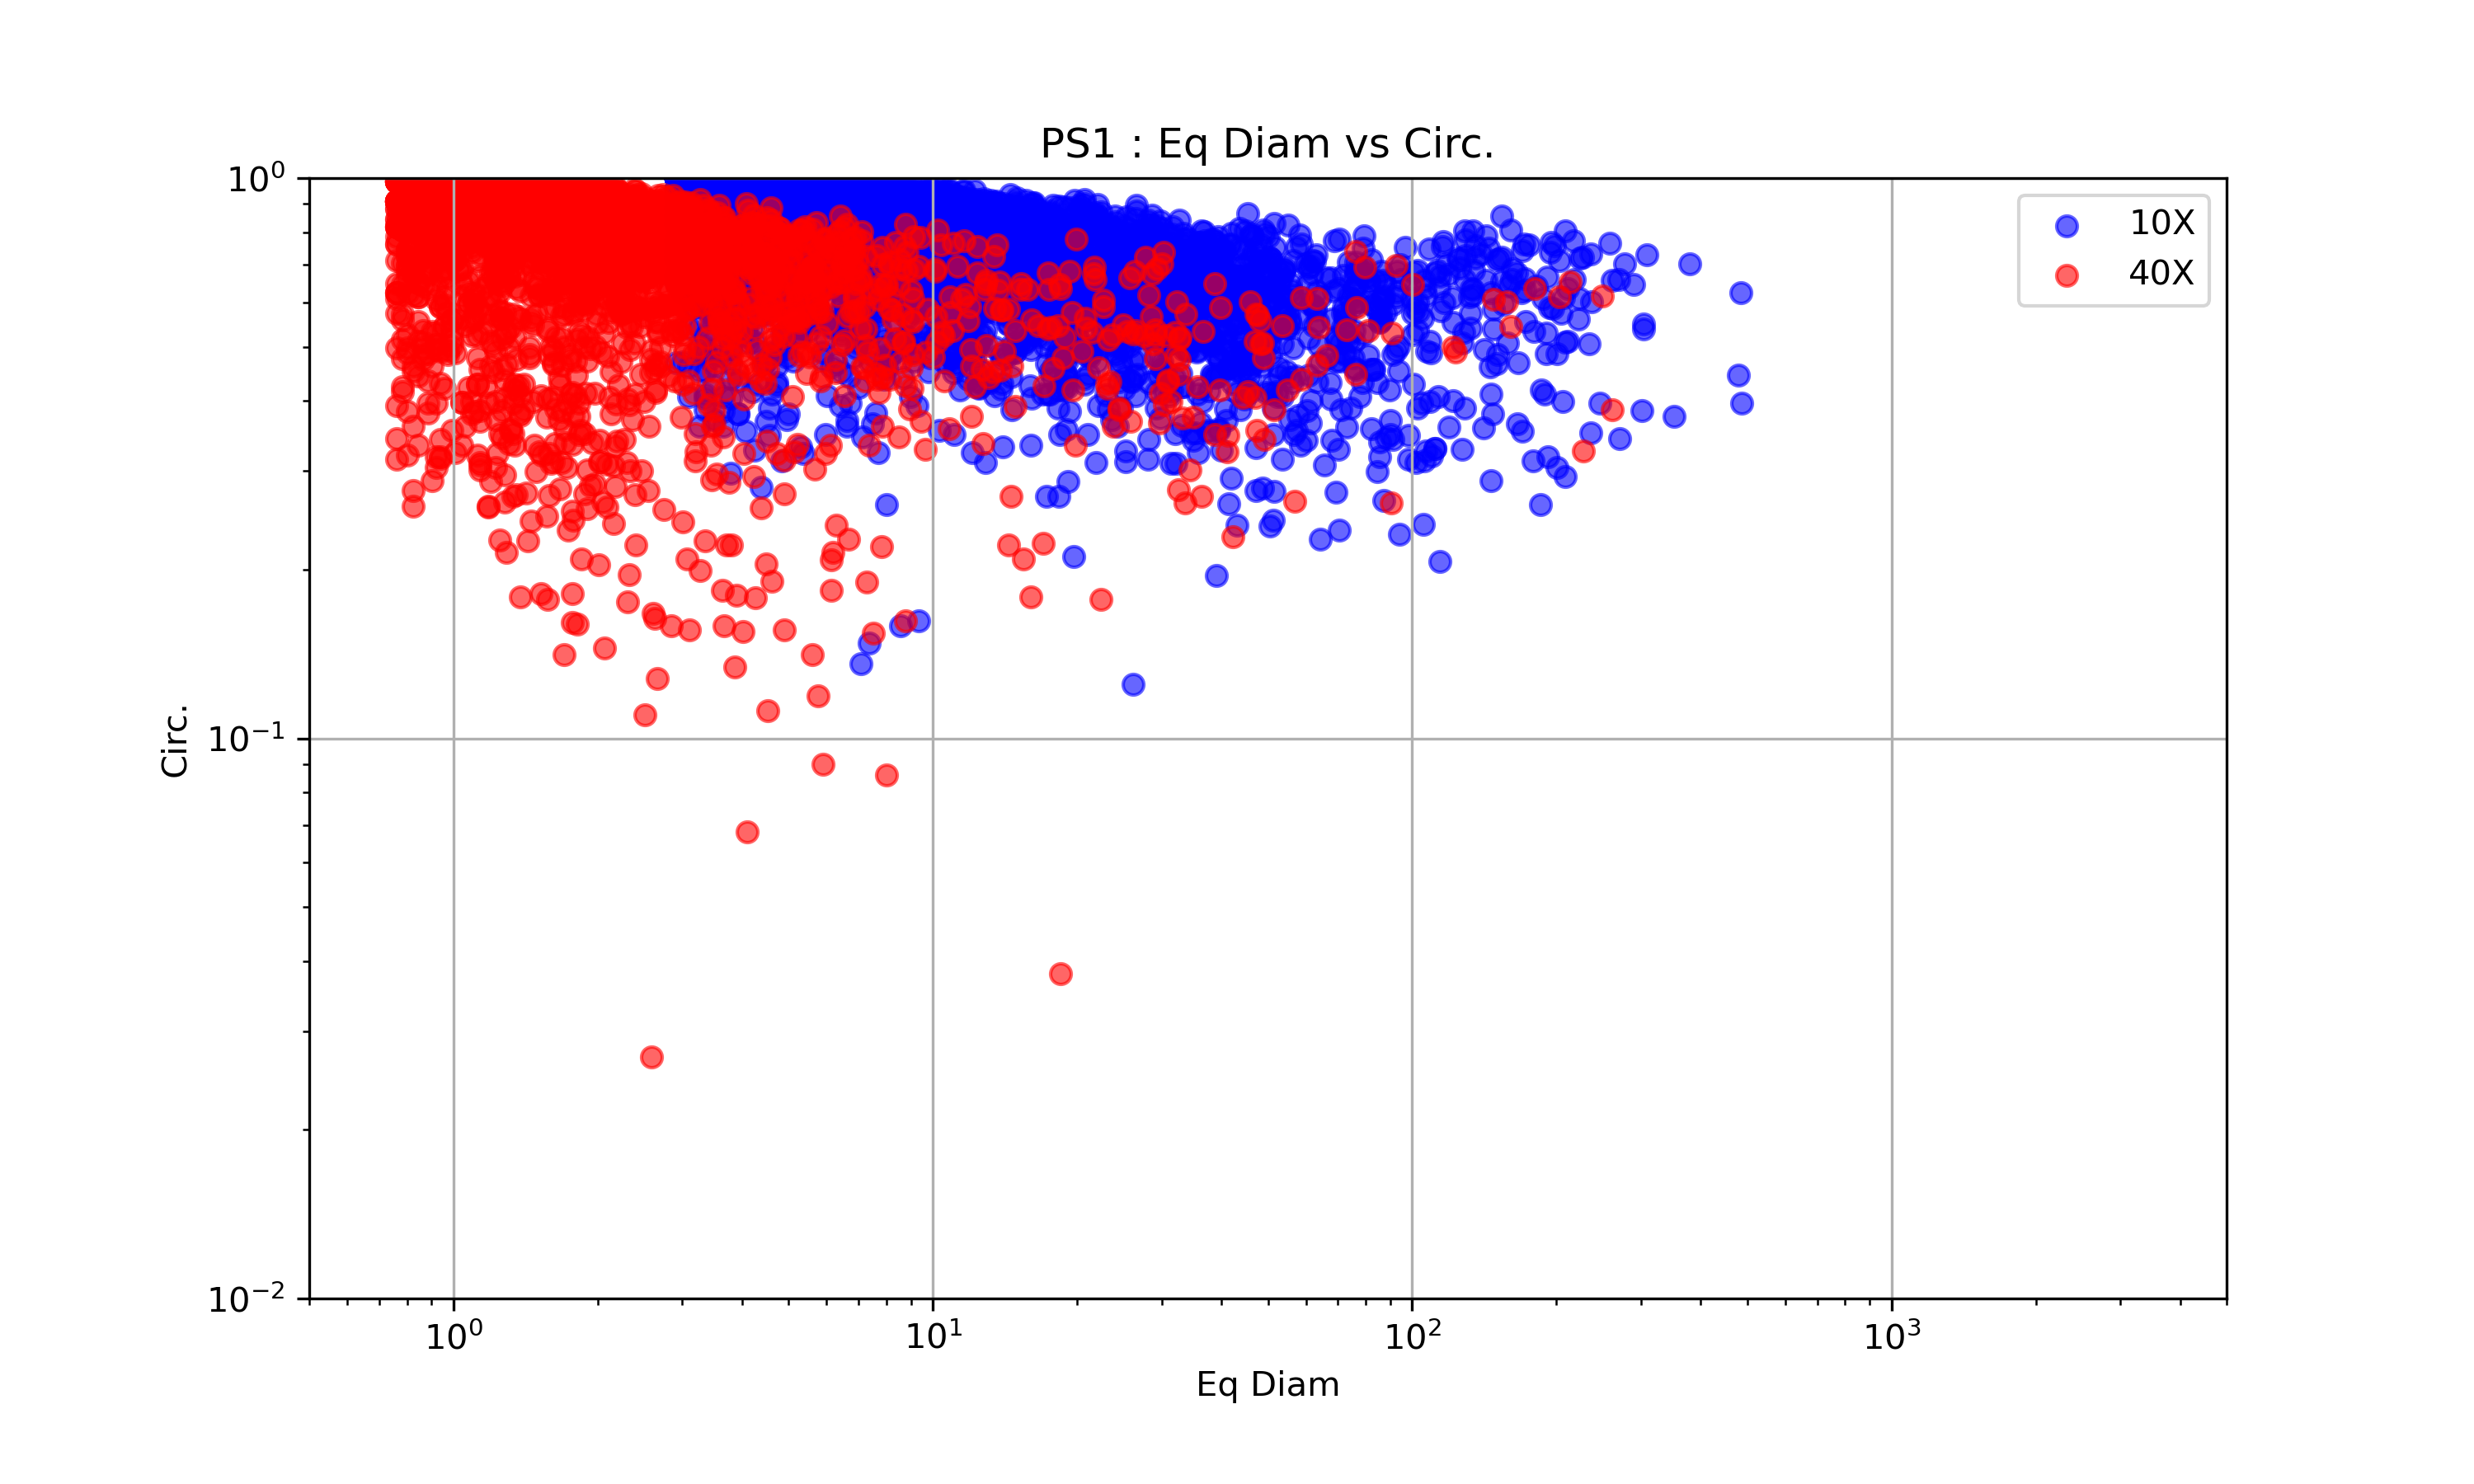 PS1 : Eq Diam vs Circ.
10X
40X
10⁰
10⁻¹
10⁻²
Circ.
10⁰ 10¹ 10² 10³
Eq Diam